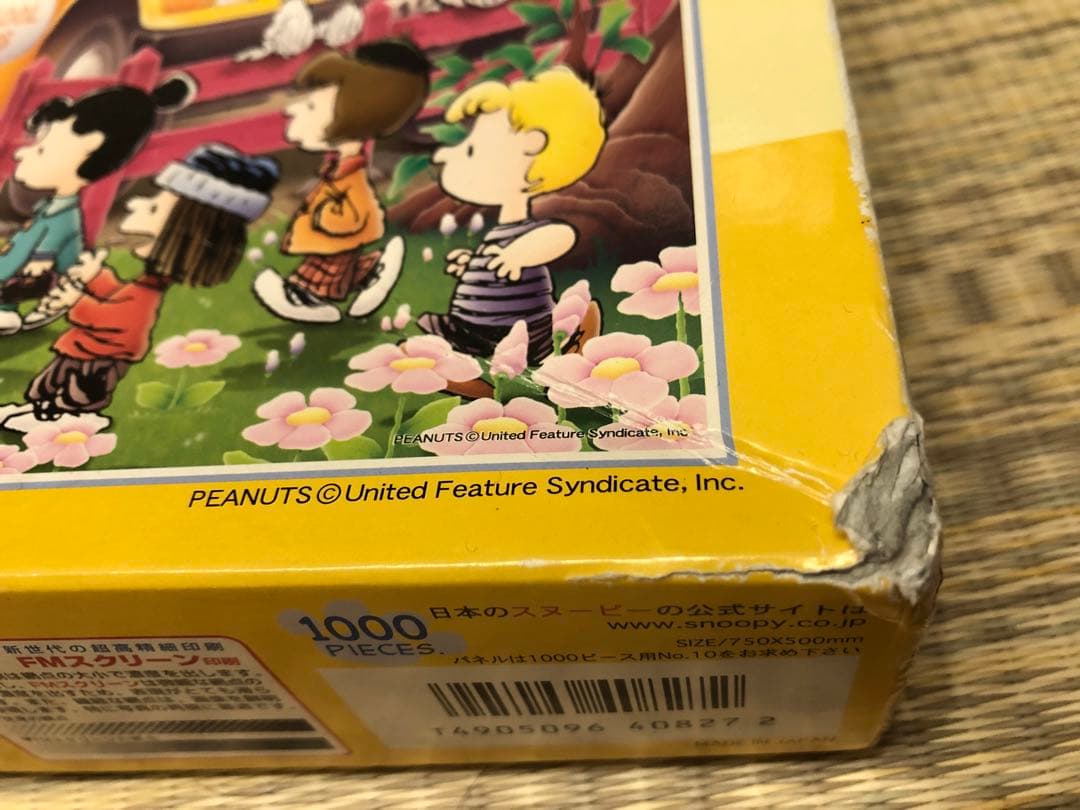 PEANUTS©United Feature Syndicate, Inc
PEANUTS©United Feature Syndicate, Inc.
1000
PIECES.
日本のスヌーピーの公式サイトは
www.snoopy.co.jp
SIZE/750X500mm
パネルは1000ピース用No.10をお求め下さい
新世代の超高精細印刷
FMスクリーン印刷
T4905096 408272
MADE IN JAPAN